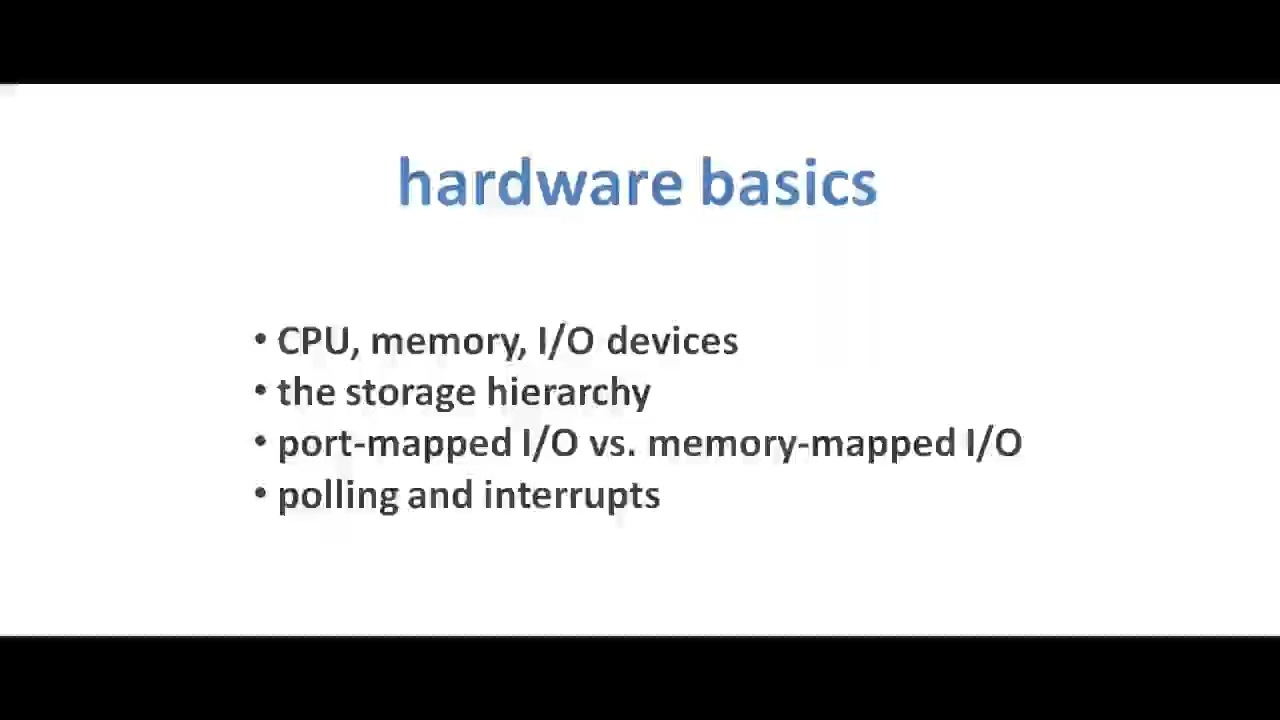 hardware basics
• CPU, memory, I/O devices
• the storage hierarchy
• port-mapped I/O vs. memory-mapped I/O
• polling and interrupts